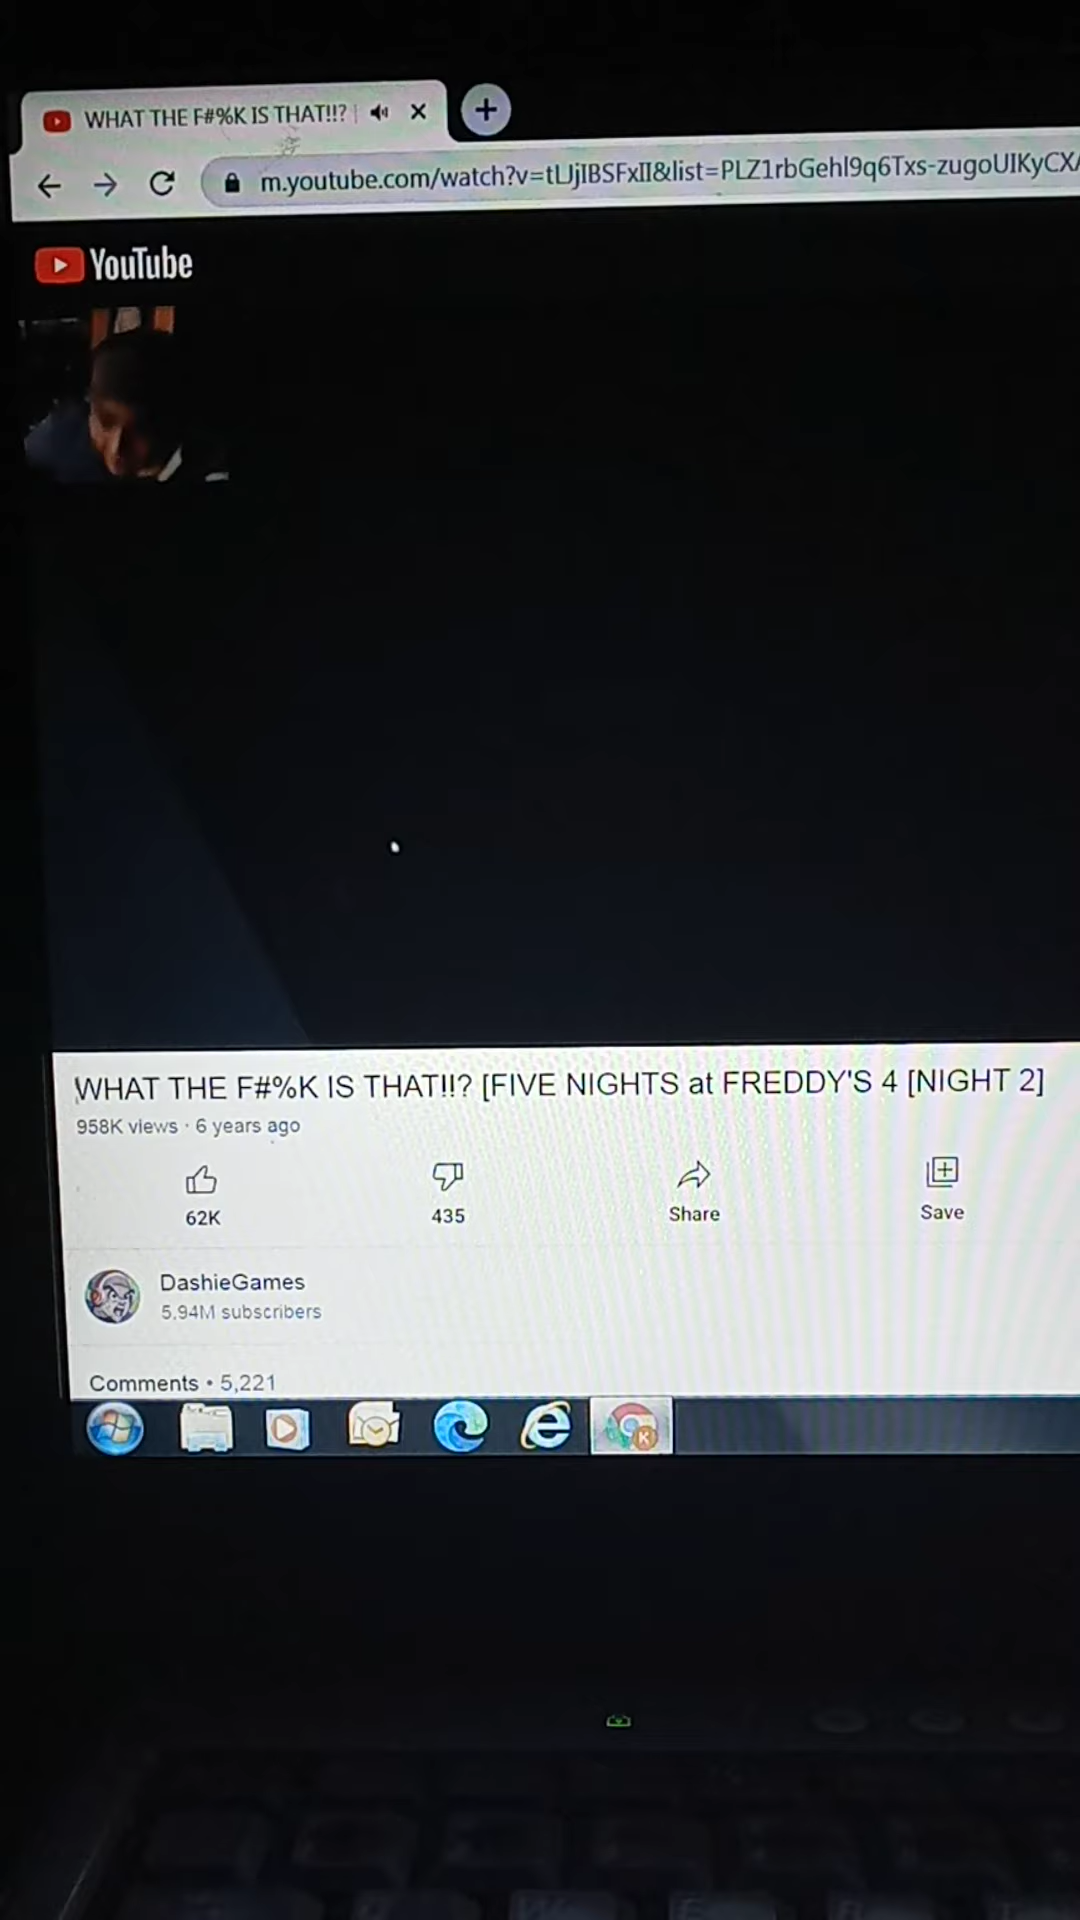 WHAT THE F#%K IS THAT!!?
m.youtube.com/watch?v=tUjIBSFxII&list=PLZ1rbGehl9q6Txs-zugoUIKyCX
YouTube
WHAT THE F#%K IS THAT!!? [FIVE NIGHTS at FREDDY'S 4 [NIGHT 2]
958K views · 6 years ago
62K
435
Share
Save
DashieGames
5.94M subscribers
Comments • 5,221
K